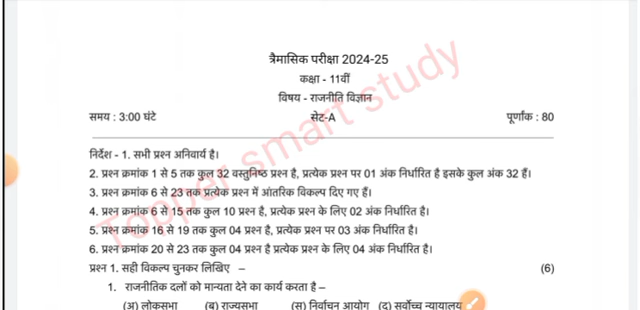 त्रैमासिक परीक्षा 2024-25
कक्षा - 11वीं
विषय - राजनीति विज्ञान
समय : 3:00 घंटे सेट-A पूर्णांक : 80
निर्देश - 1. सभी प्रश्न अनिवार्य है।
2. प्रश्न क्रमांक 1 से 5 तक कुल 32 वस्तुनिष्ठ प्रश्न है, प्रत्येक प्रश्न पर 01 अंक निर्धारित है इसके कुल अंक 32 हैं।
3. प्रश्न क्रमांक 6 से 23 तक प्रत्येक प्रश्न में आंतरिक विकल्प दिए गए हैं।
4. प्रश्न क्रमांक 6 से 15 तक कुल 10 प्रश्न है, प्रत्येक प्रश्न के लिए 02 अंक निर्धारित है।
5. प्रश्न क्रमांक 16 से 19 तक कुल 04 प्रश्न है, प्रत्येक प्रश्न पर 03 अंक निर्धारित है।
6. प्रश्न क्रमांक 20 से 23 तक कुल 04 प्रश्न है प्रत्येक प्रश्न के लिए 04 अंक निर्धारित है।
प्रश्न 1. सही विकल्प चुनकर लिखिए – (6)
1. राजनीतिक दलों को मान्यता देने का कार्य करता है –
(अ) लोकसभा (ब) राज्यसभा (स) निर्वाचन आयोग (द) सर्वोच्च न्यायालय
Topper smart study